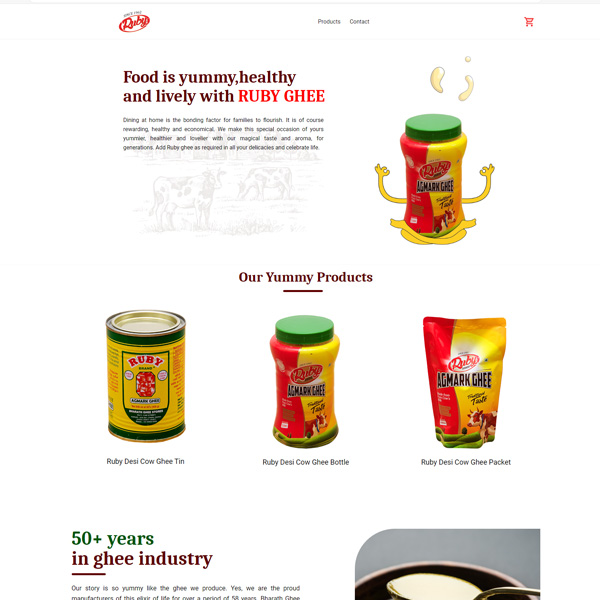 Ruby
Products
Contact
Food is yummy,healthy
and lively with RUBY GHEE
Dining at home is the bonding factor for families to flourish. It is of course
rewarding, healthy and economical. We make this special occasion of yours
yummier, healthier and lovelier with our magical taste and aroma, for
generations. Add Ruby ghee as required in all your delicacies and celebrate life.
Ruby
AGMARK GHEE
Traditional
Taste
Our Yummy Products
RUBY
BRAND
AGMARK GHEE
Ruby
AGMARK GHEE
Traditional
Taste
Ruby
AGMARK GHEE
Traditional
Taste
Ruby Desi Cow Ghee Tin
Ruby Desi Cow Ghee Bottle
Ruby Desi Cow Ghee Packet
50+ years
in ghee industry
Our story is so yummy like the ghee we produce. Yes, we are the proud
manufacturers of this elixir of life for over a period of 58 years. Bharath Ghee